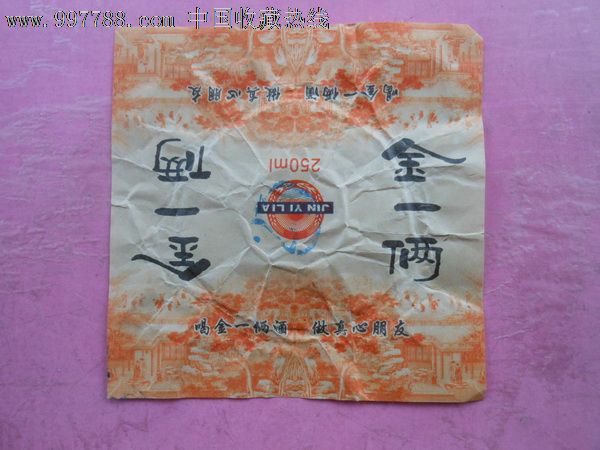 www.997788.com 中国收藏热线
喝金一俩酒 做真心朋友
金一俩
250ml
JIN YI LIA
金一俩
喝金一俩酒 做真心朋友